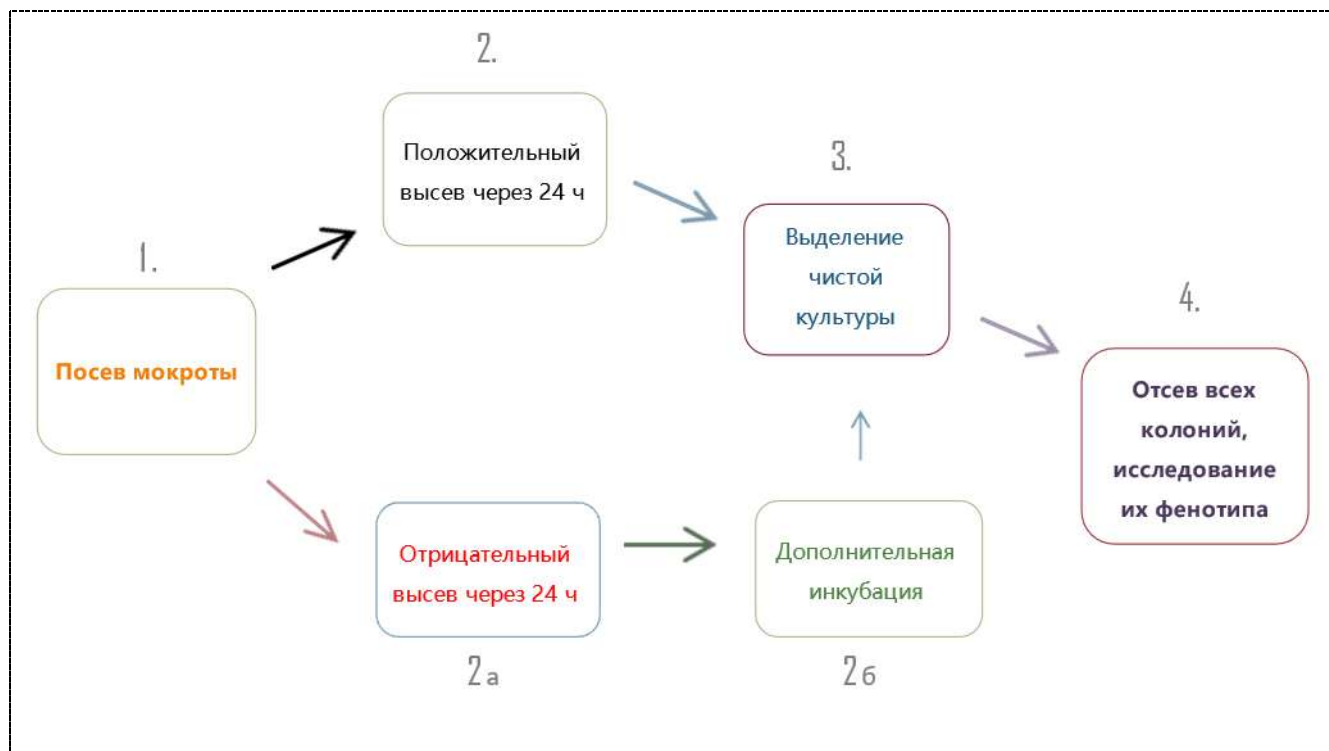 1.
Посев мокроты
2.
Положительный
высев через 24 ч
2а
Отрицательный
высев через 24 ч
2б
Дополнительная
инкубация
3.
Выделение
чистой
культуры
4.
Отсев всех
колоний,
исследование
их фенотипа